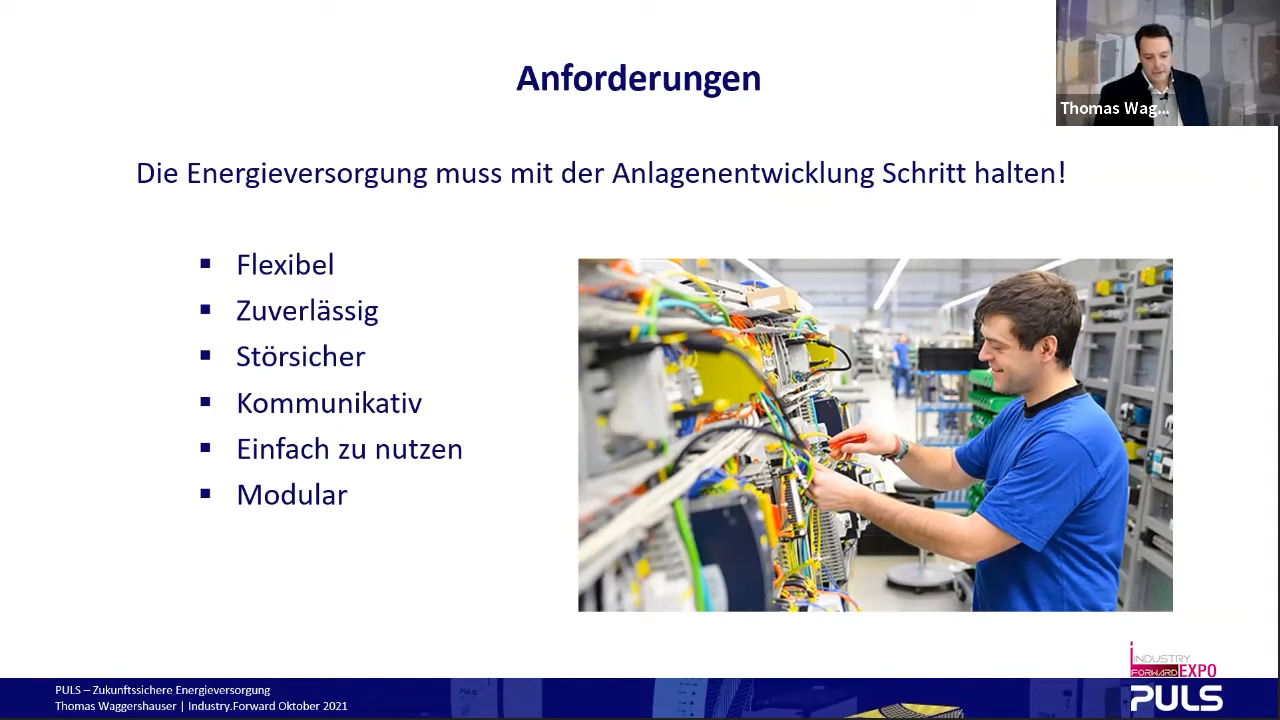 Anforderungen
Thomas Wag...
Die Energieversorgung muss mit der Anlagenentwicklung Schritt halten!
▪ Flexibel
▪ Zuverlässig
▪ Störsicher
▪ Kommunikativ
▪ Einfach zu nutzen
▪ Modular
INDUSTRY
FORWARD EXPO
PULS – Zukunftssichere Energieversorgung
Thomas Waggershauser | Industry.Forward Oktober 2021
PULS